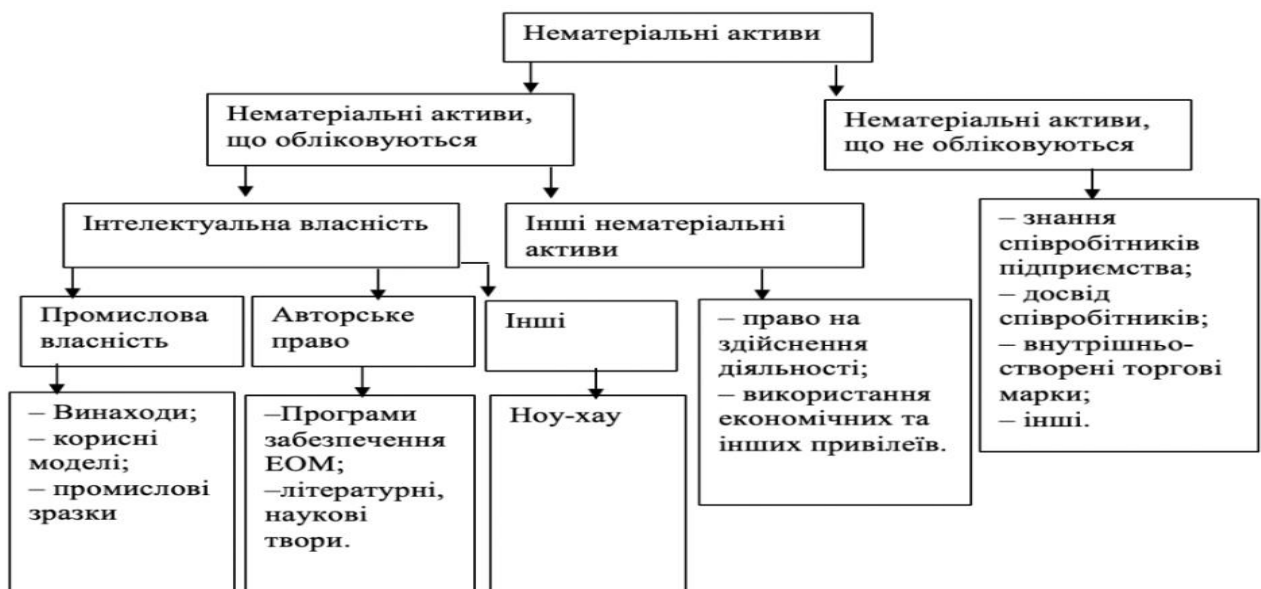 Нематеріальні активи
Нематеріальні активи,
що обліковуються
Нематеріальні активи,
що не обліковуються
Інтелектуальна власність
Інші нематеріальні
активи
– знання
співробітників
підприємства;
– досвід
співробітників;
– внутрішньо-
створені торгові
марки;
– інші.
Промислова
власність
Авторське
право
Інші
– право на
здійснення
діяльності;
– використання
економічних та
інших привілеїв.
– Винаходи;
– корисні
моделі;
– промислові
зразки
–Програми
забезпечення
ЕОМ;
–літературні,
наукові
твори.
Ноу-хау